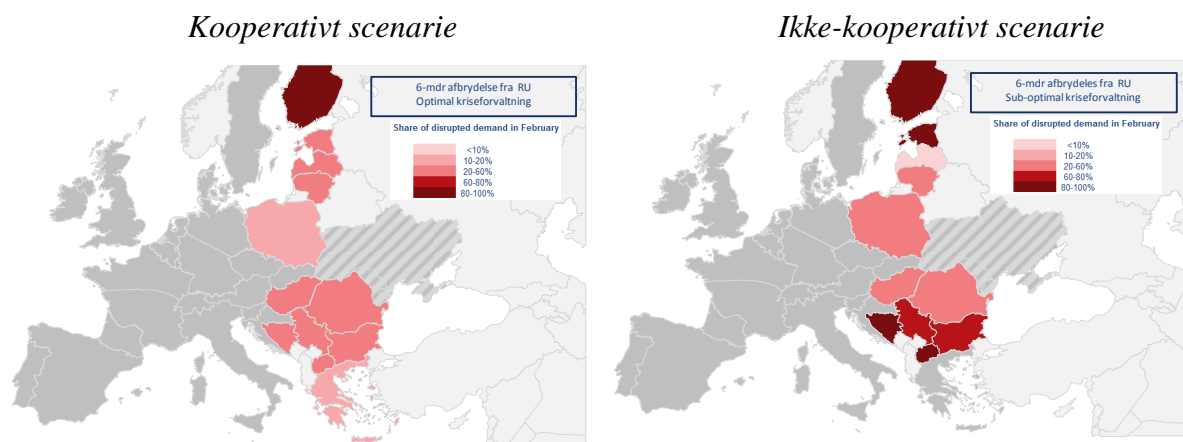 Kooperativt scenarie
6-mdr afbrydelse fra RU
Optimal kriseforvaltning
Share of disrupted demand in February
<10%
10-20%
20-60%
60-80%
80-100%
Ikke-kooperativt scenarie
6-mdr afbrydeles fra RU
Sub-optimal kriseforvaltning
Share of disrupted demand in February
<10%
10-20%
20-60%
60-80%
80-100%